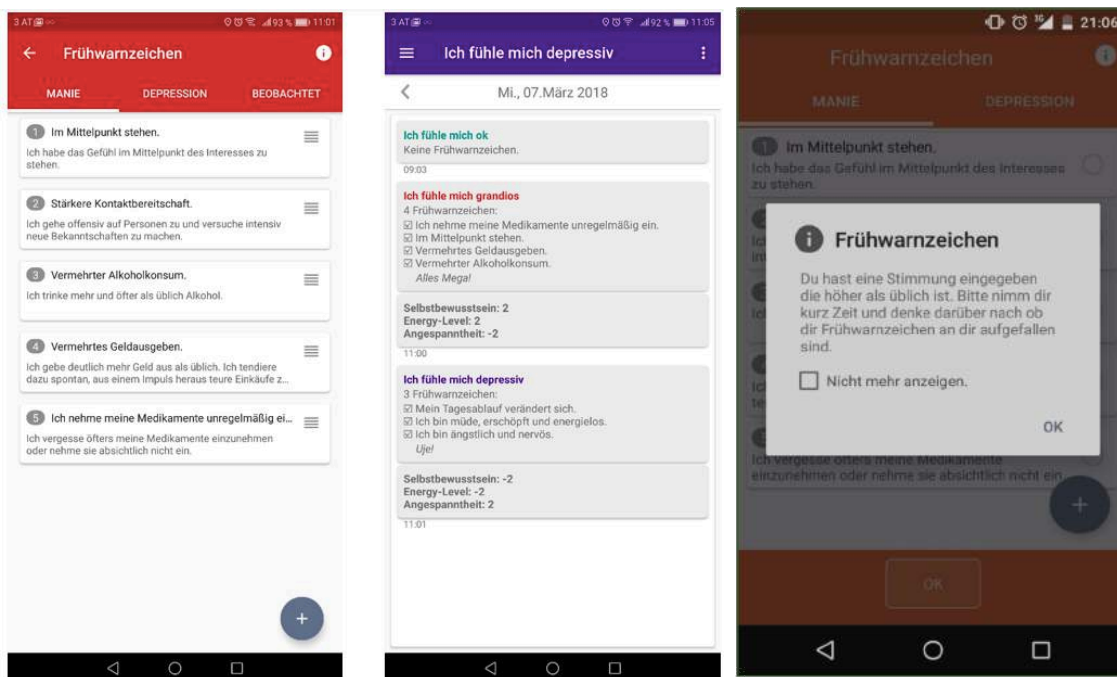 3 AT 93 % 11:01
Frühwarnzeichen
MANIE DEPRESSION BEOBACHTET
1 Im Mittelpunkt stehen.
Ich habe das Gefühl im Mittelpunkt des Interesses zu
stehen.
2 Stärkere Kontaktbereitschaft.
Ich gehe offensiv auf Personen zu und versuche intensiv
neue Bekanntschaften zu machen.
3 Vermehrter Alkoholkonsum.
Ich trinke mehr und öfter als üblich Alkohol.
4 Vermehrtes Geldausgeben.
Ich gebe deutlich mehr Geld aus als üblich. Ich tendiere
dazu spontan, aus einem Impuls heraus teure Einkäufe z...
5 Ich nehme meine Medikamente unregelmäßig ei...
Ich vergesse öfters meine Medikamente einzunehmen
oder nehme sie absichtlich nicht ein.
+
3 AT 92 % 11:05
Ich fühle mich depressiv
Mi., 07.März 2018
Ich fühle mich ok
Keine Frühwarnzeichen.
09:03
Ich fühle mich grandios
4 Frühwarnzeichen:
☑ Ich nehme meine Medikamente unregelmäßig ein.
☑ Im Mittelpunkt stehen.
☑ Vermehrtes Geldausgeben.
☑ Vermehrter Alkoholkonsum.
Alles Mega!
Selbstbewusstsein: 2
Energy-Level: 2
Angespanntheit: -2
11:00
Ich fühle mich depressiv
3 Frühwarnzeichen:
☑ Mein Tagesablauf verändert sich.
☑ Ich bin müde, erschöpft und energielos.
☑ Ich bin ängstlich und nervös.
Uje!
Selbstbewusstsein: -2
Energy-Level: -2
Angespanntheit: 2
11:01
3G 21:06
Frühwarnzeichen
MANIE DEPRESSION
1 Im Mittelpunkt stehen.
Ich habe das Gefühl im Mittelpunkt des Interesses
zu stehen.
Frühwarnzeichen
Du hast eine Stimmung eingegeben
die höher als üblich ist. Bitte nimm dir
kurz Zeit und denke darüber nach ob
dir Frühwarnzeichen an dir aufgefallen
sind.
Nicht mehr anzeigen.
OK
Ich vergesse öfters meine Medikamente
einzunehmen oder nehme sie absichtlich nicht ein.
+
OK